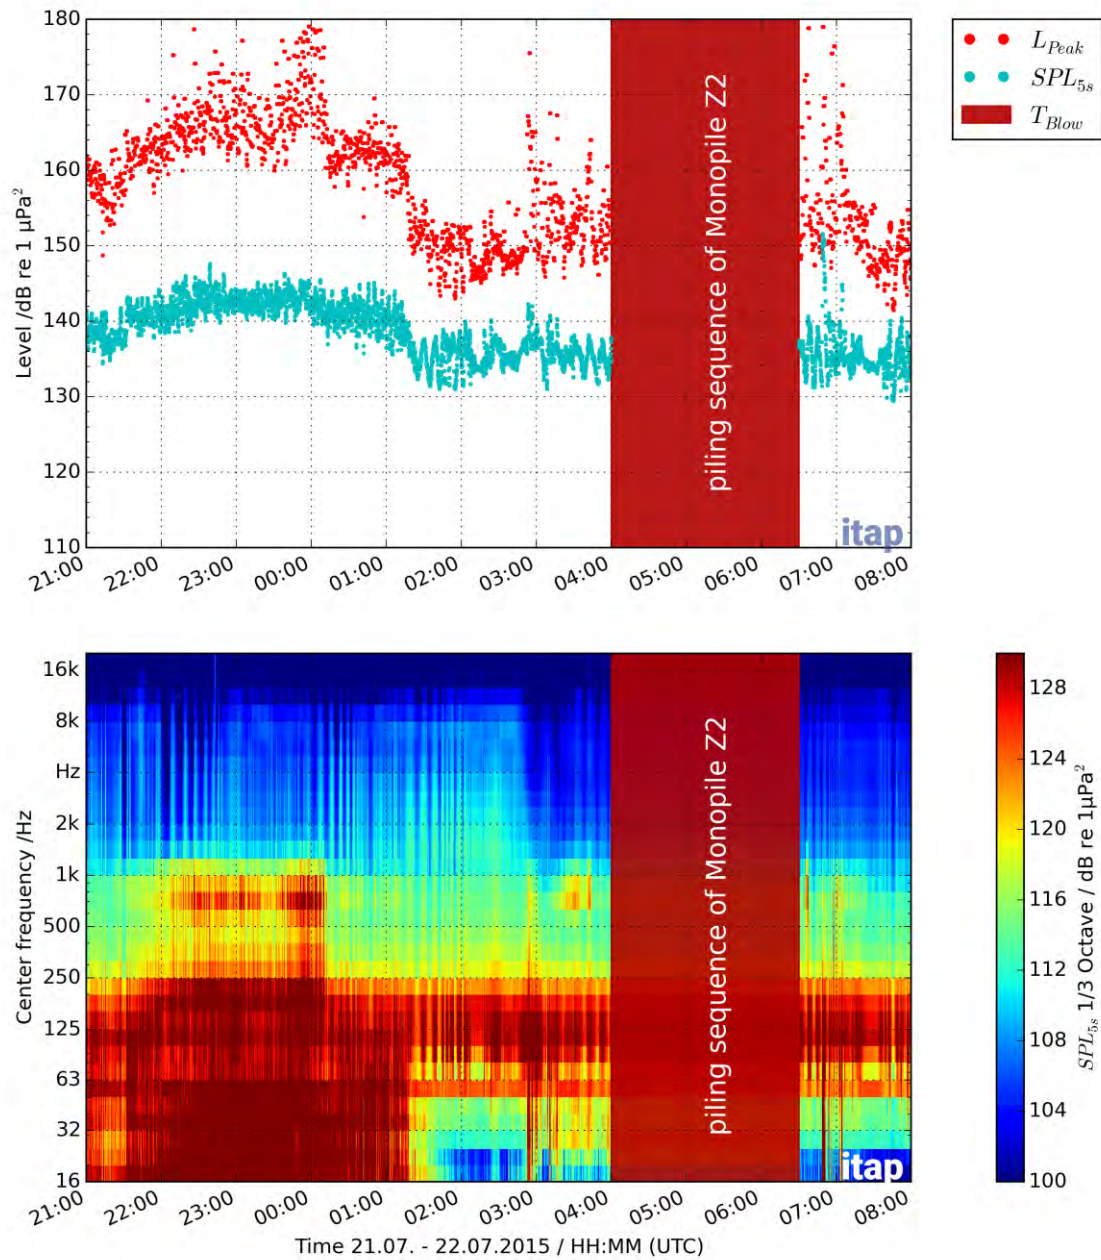 180
170
160
150
140
130
120
110
Level /dB re 1 µPa²
21:00
22:00
23:00
00:00
01:00
02:00
03:00
04:00
05:00
06:00
07:00
08:00
piling sequence of Monopile Z2
itap
L_Peak
SPL_5s
T_Blow
16k
8k
Hz
2k
1k
500
250
125
63
32
16
Center frequency /Hz
21:00
22:00
23:00
00:00
01:00
02:00
03:00
04:00
05:00
06:00
07:00
08:00
Time 21.07. - 22.07.2015 / HH:MM (UTC)
piling sequence of Monopile Z2
itap
128
124
120
116
112
108
104
100
SPL_5s 1/3 Octave / dB re 1µPa²